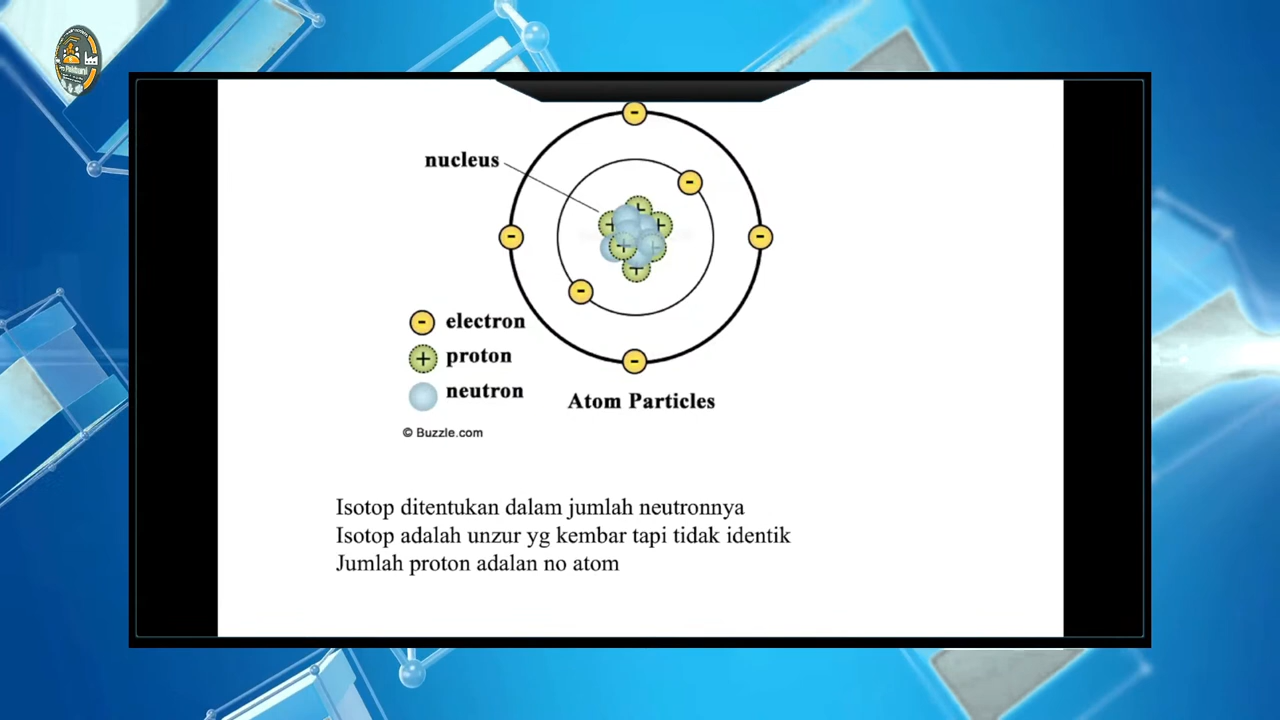 nucleus
electron
proton
neutron
Atom Particles
© Buzzle.com
Isotop ditentukan dalam jumlah neutronnya
Isotop adalah unzur yg kembar tapi tidak identik
Jumlah proton adalan no atom